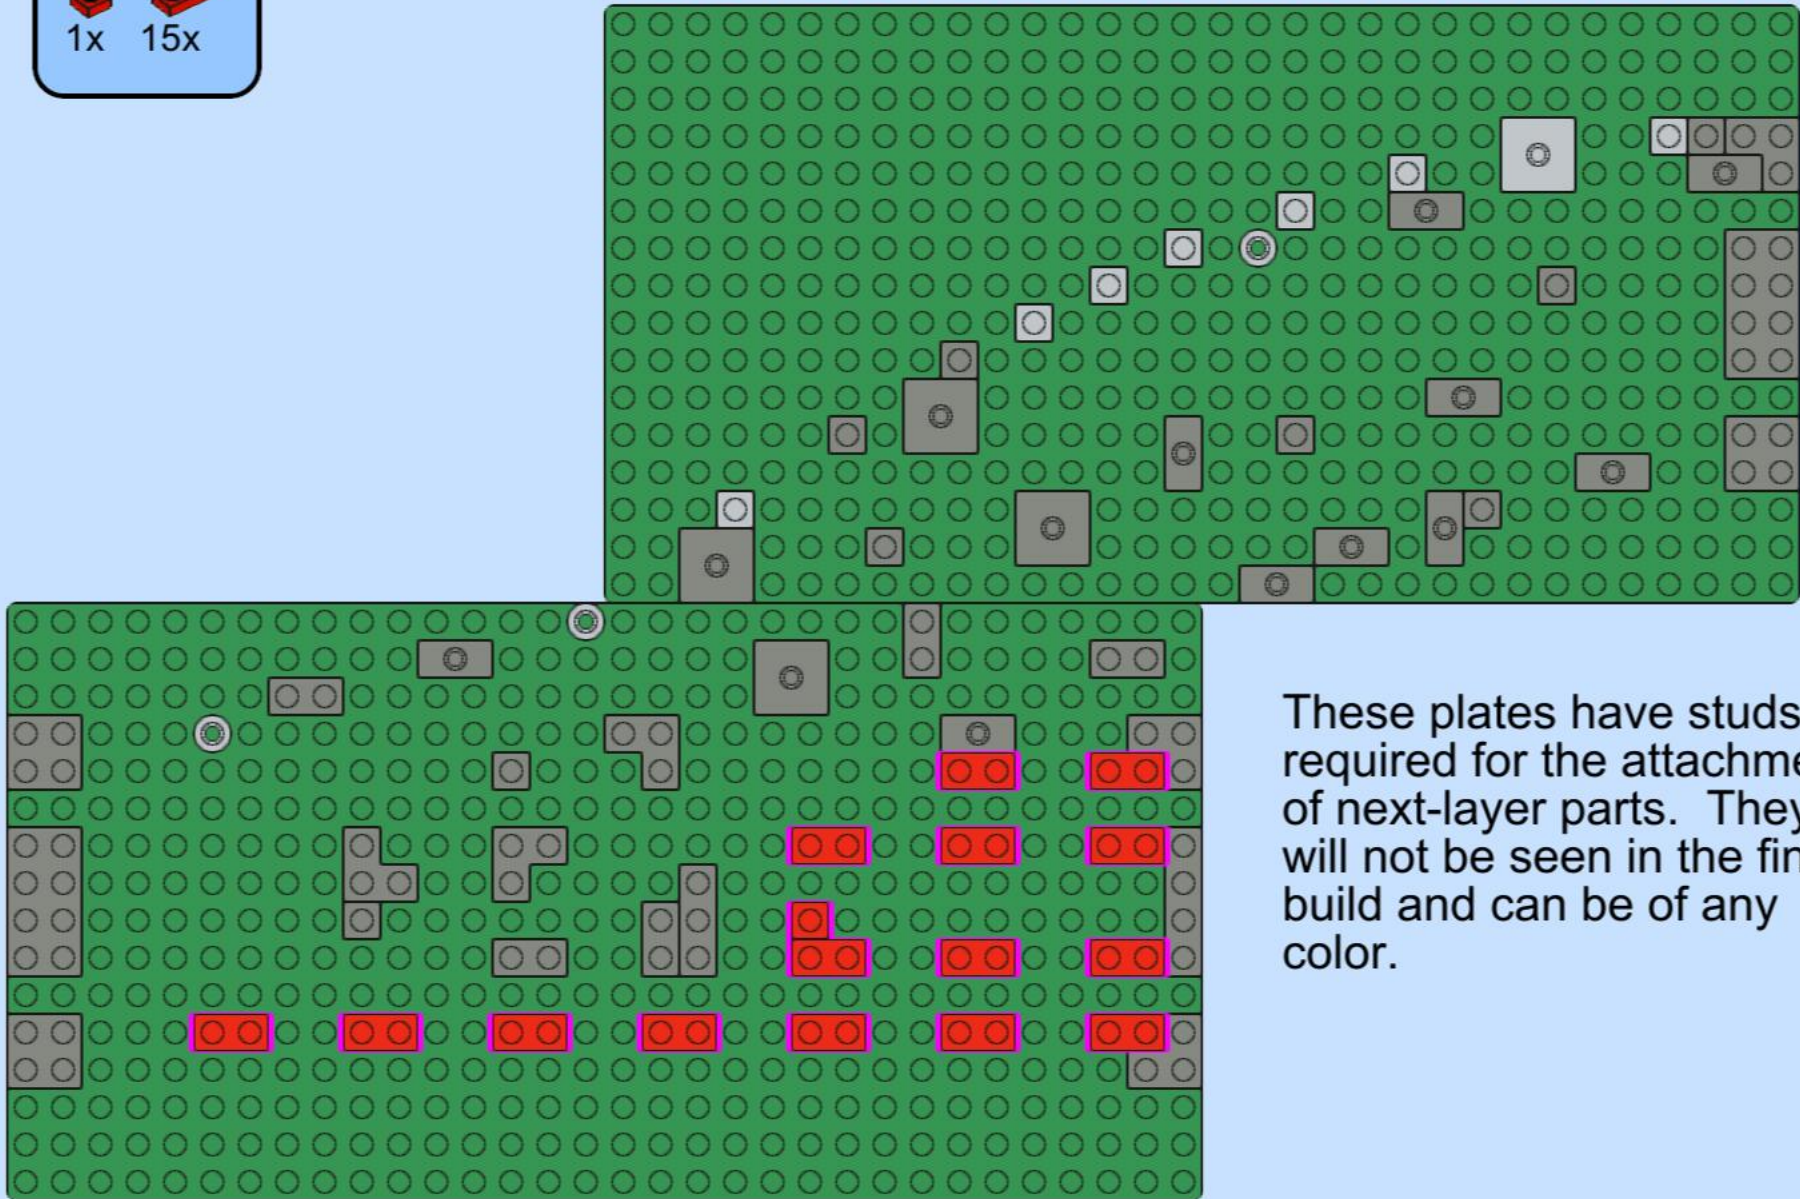 1x 15x
These plates have studs
required for the attachme
of next-layer parts. They
will not be seen in the fin
build and can be of any
color.